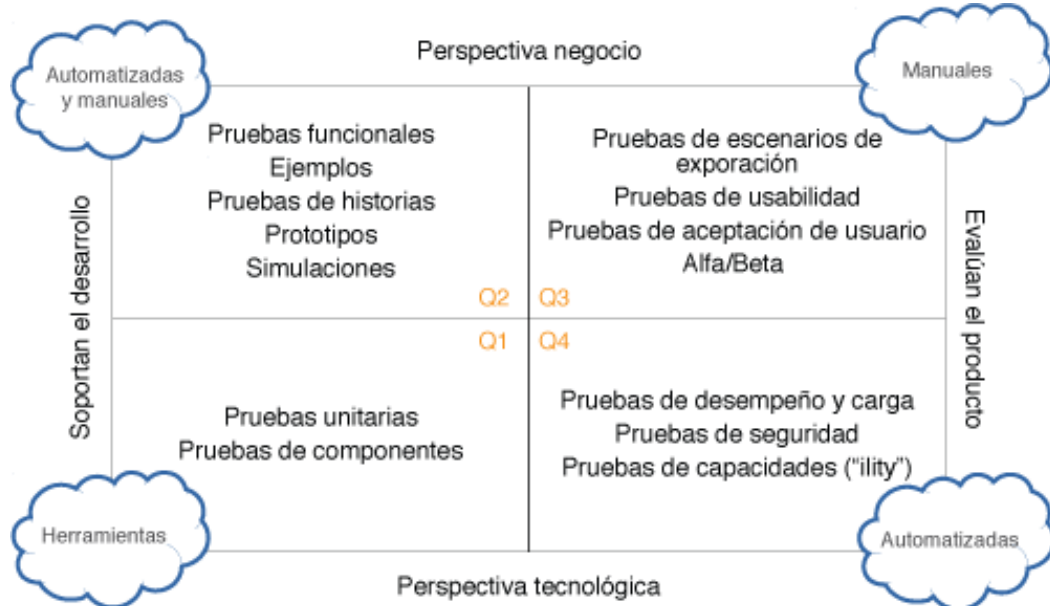 Perspectiva negocio
Automatizadas
y manuales
Manuales
Pruebas funcionales
Ejemplos
Pruebas de historias
Prototipos
Simulaciones
Q2
Pruebas de escenarios de
exporación
Pruebas de usabilidad
Pruebas de aceptación de usuario
Alfa/Beta
Q3
Soportan el desarrollo
Evalúan el producto
Q1
Pruebas unitarias
Pruebas de componentes
Q4
Pruebas de desempeño y carga
Pruebas de seguridad
Pruebas de capacidades (“ility”)
Herramientas
Automatizadas
Perspectiva tecnológica